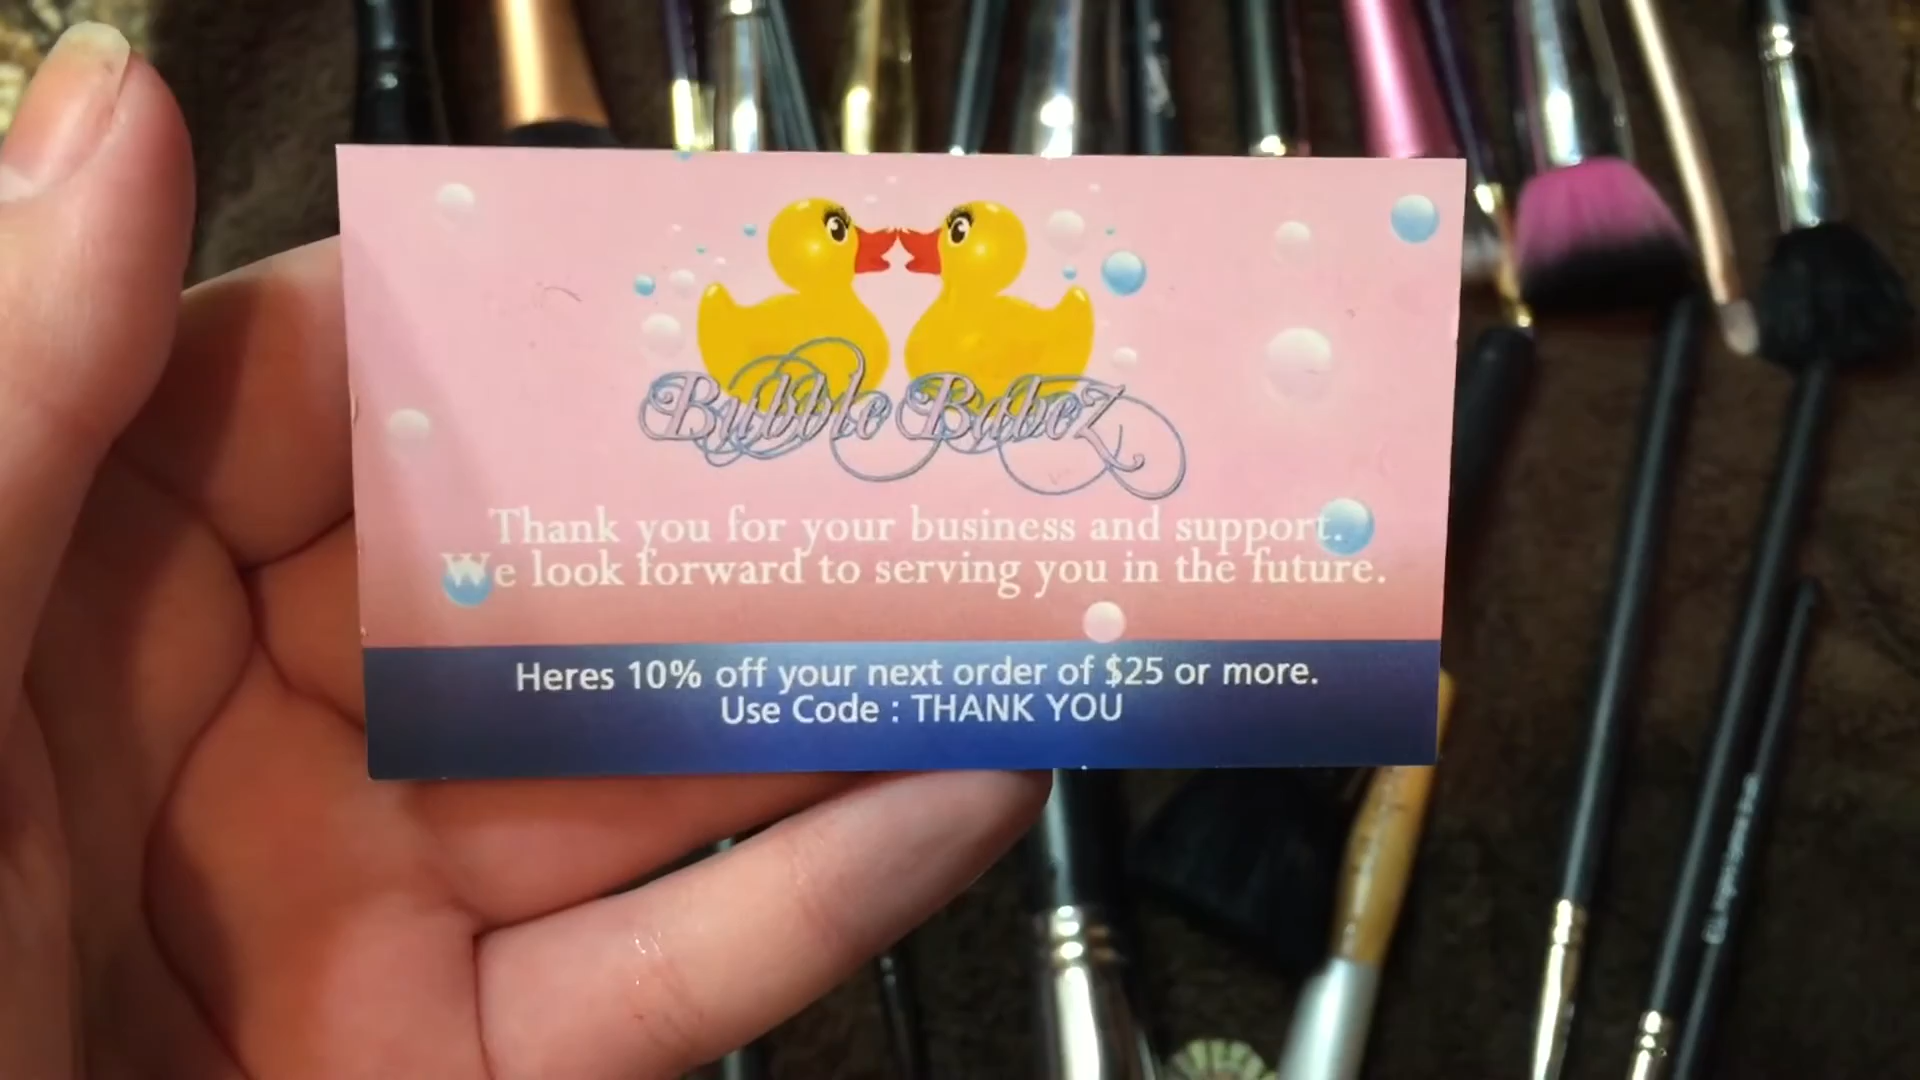 Bubble Babez
Thank you for your business and support.
We look forward to serving you in the future.
Heres 10% off your next order of $25 or more.
Use Code : THANK YOU